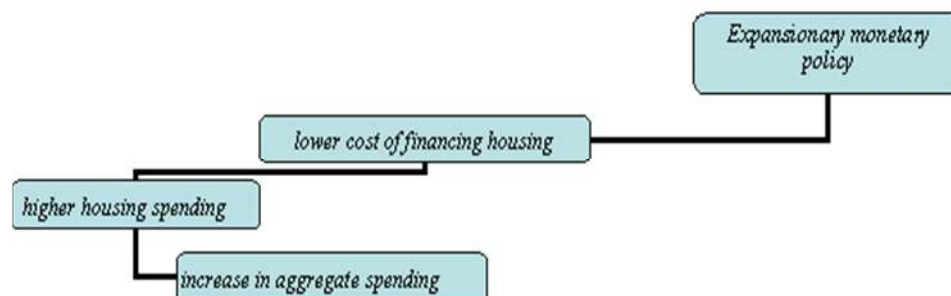 Expansionary monetary
policy
lower cost of financing housing
higher housing spending
increase in aggregate spending